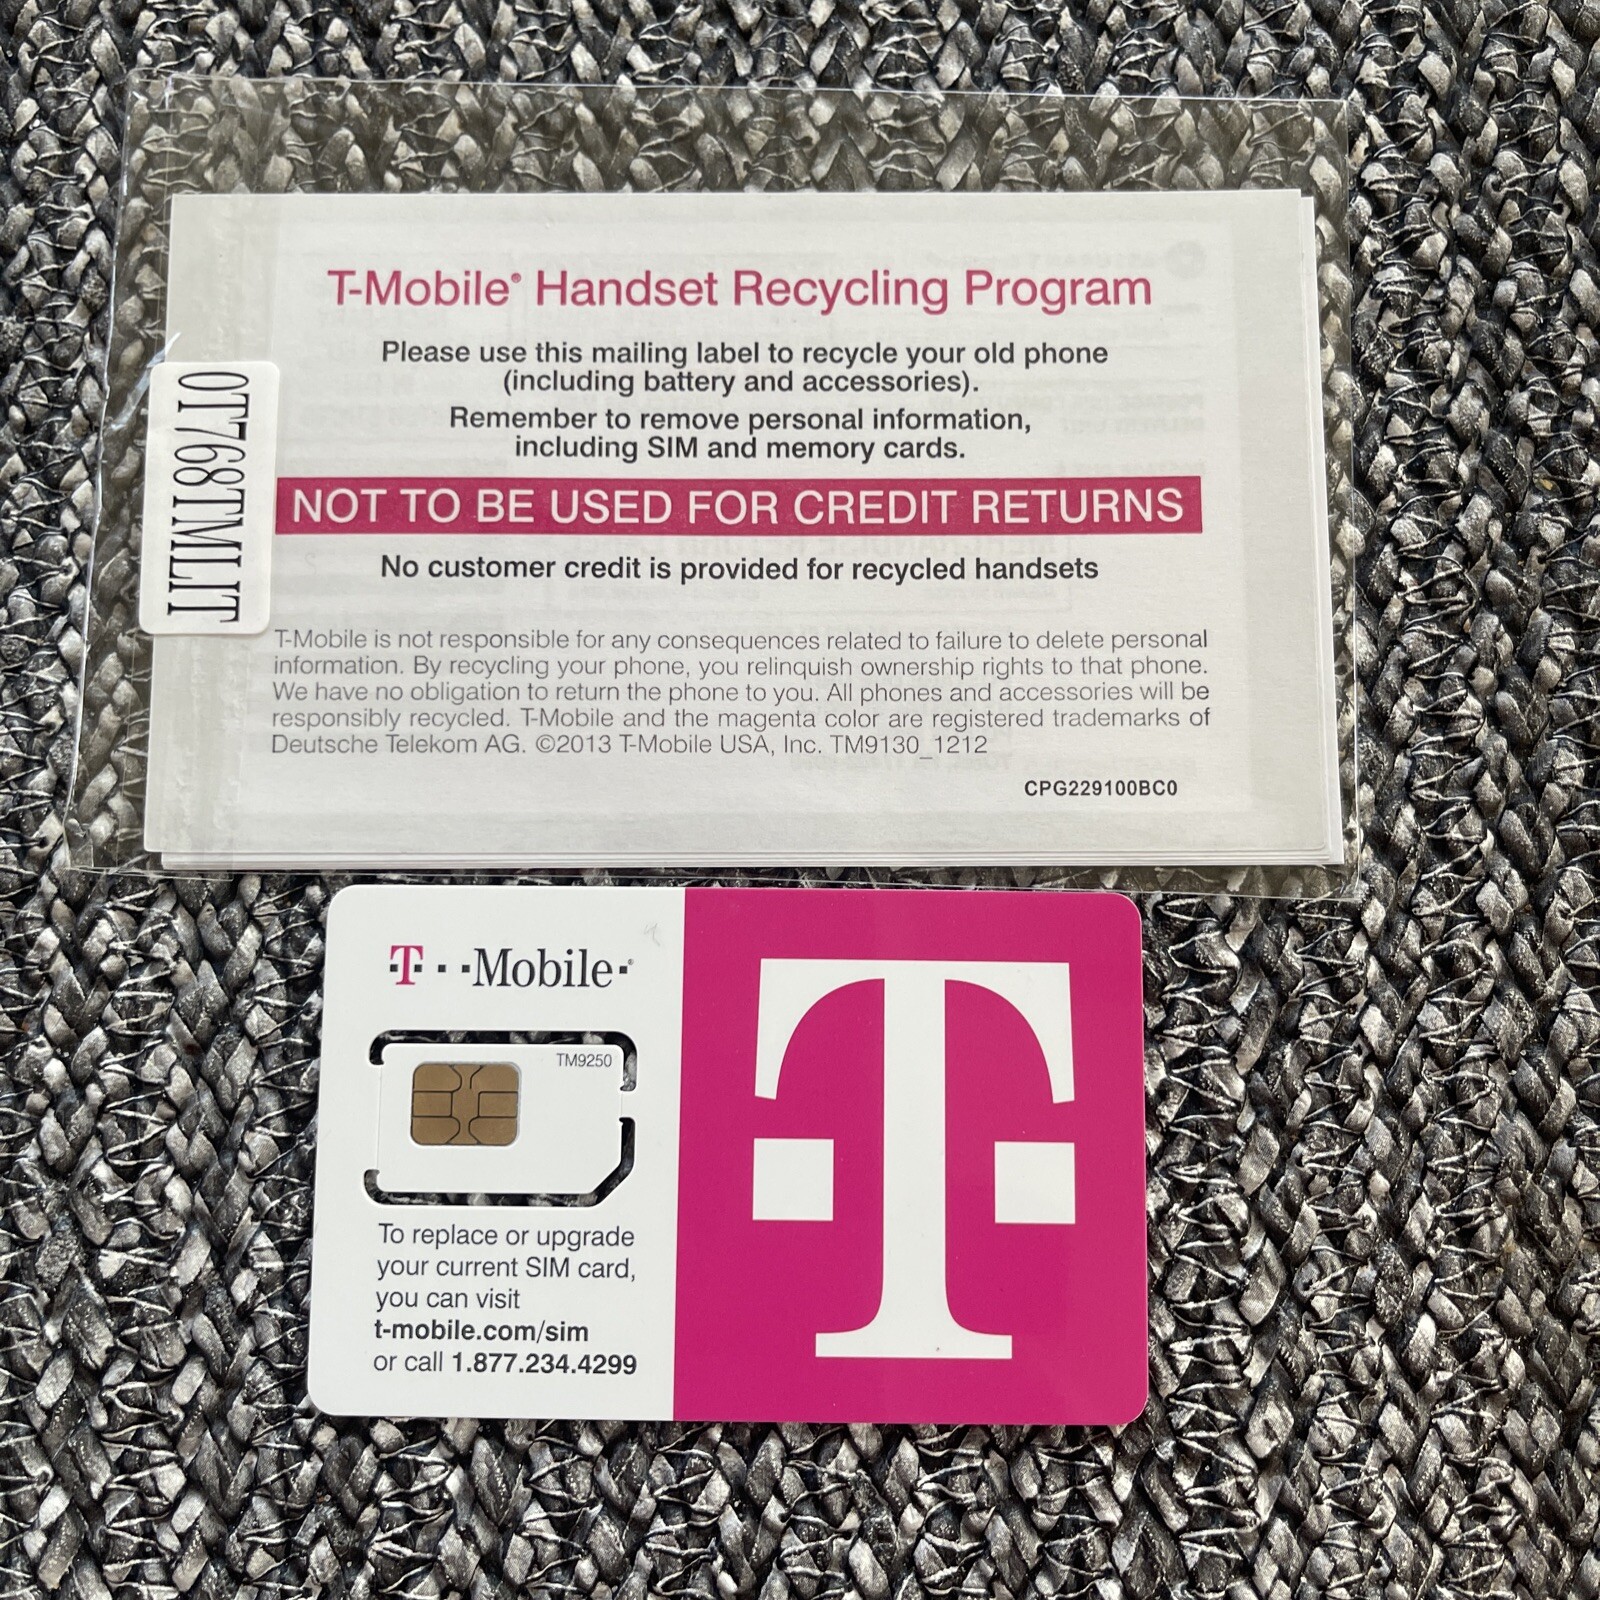 T-Mobile® Handset Recycling Program
Please use this mailing label to recycle your old phone
(including battery and accessories).
Remember to remove personal information,
including SIM and memory cards.
NOT TO BE USED FOR CREDIT RETURNS
No customer credit is provided for recycled handsets
T-Mobile is not responsible for any consequences related to failure to delete personal
information. By recycling your phone, you relinquish ownership rights to that phone.
We have no obligation to return the phone to you. All phones and accessories will be
responsibly recycled. T-Mobile and the magenta color are registered trademarks of
Deutsche Telekom AG. ©2013 T-Mobile USA, Inc. TM9130_1212
CPG229100BC0
0T768TMLIT
T··Mobile·®
TM9250
To replace or upgrade
your current SIM card,
you can visit
t-mobile.com/sim
or call 1.877.234.4299
T